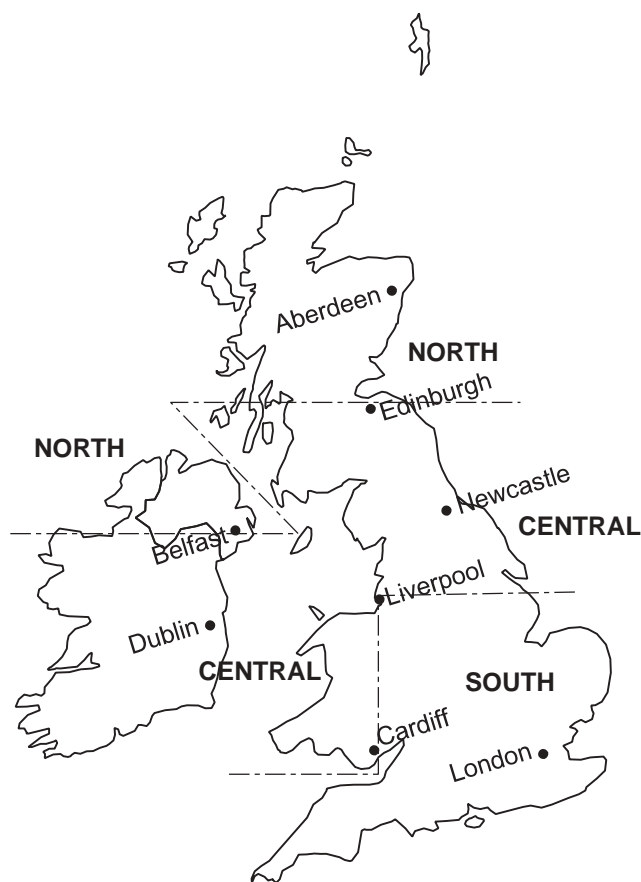 Aberdeen
NORTH
Edinburgh
NORTH
Newcastle
CENTRAL
Belfast
Liverpool
Dublin
CENTRAL
SOUTH
Cardiff
London